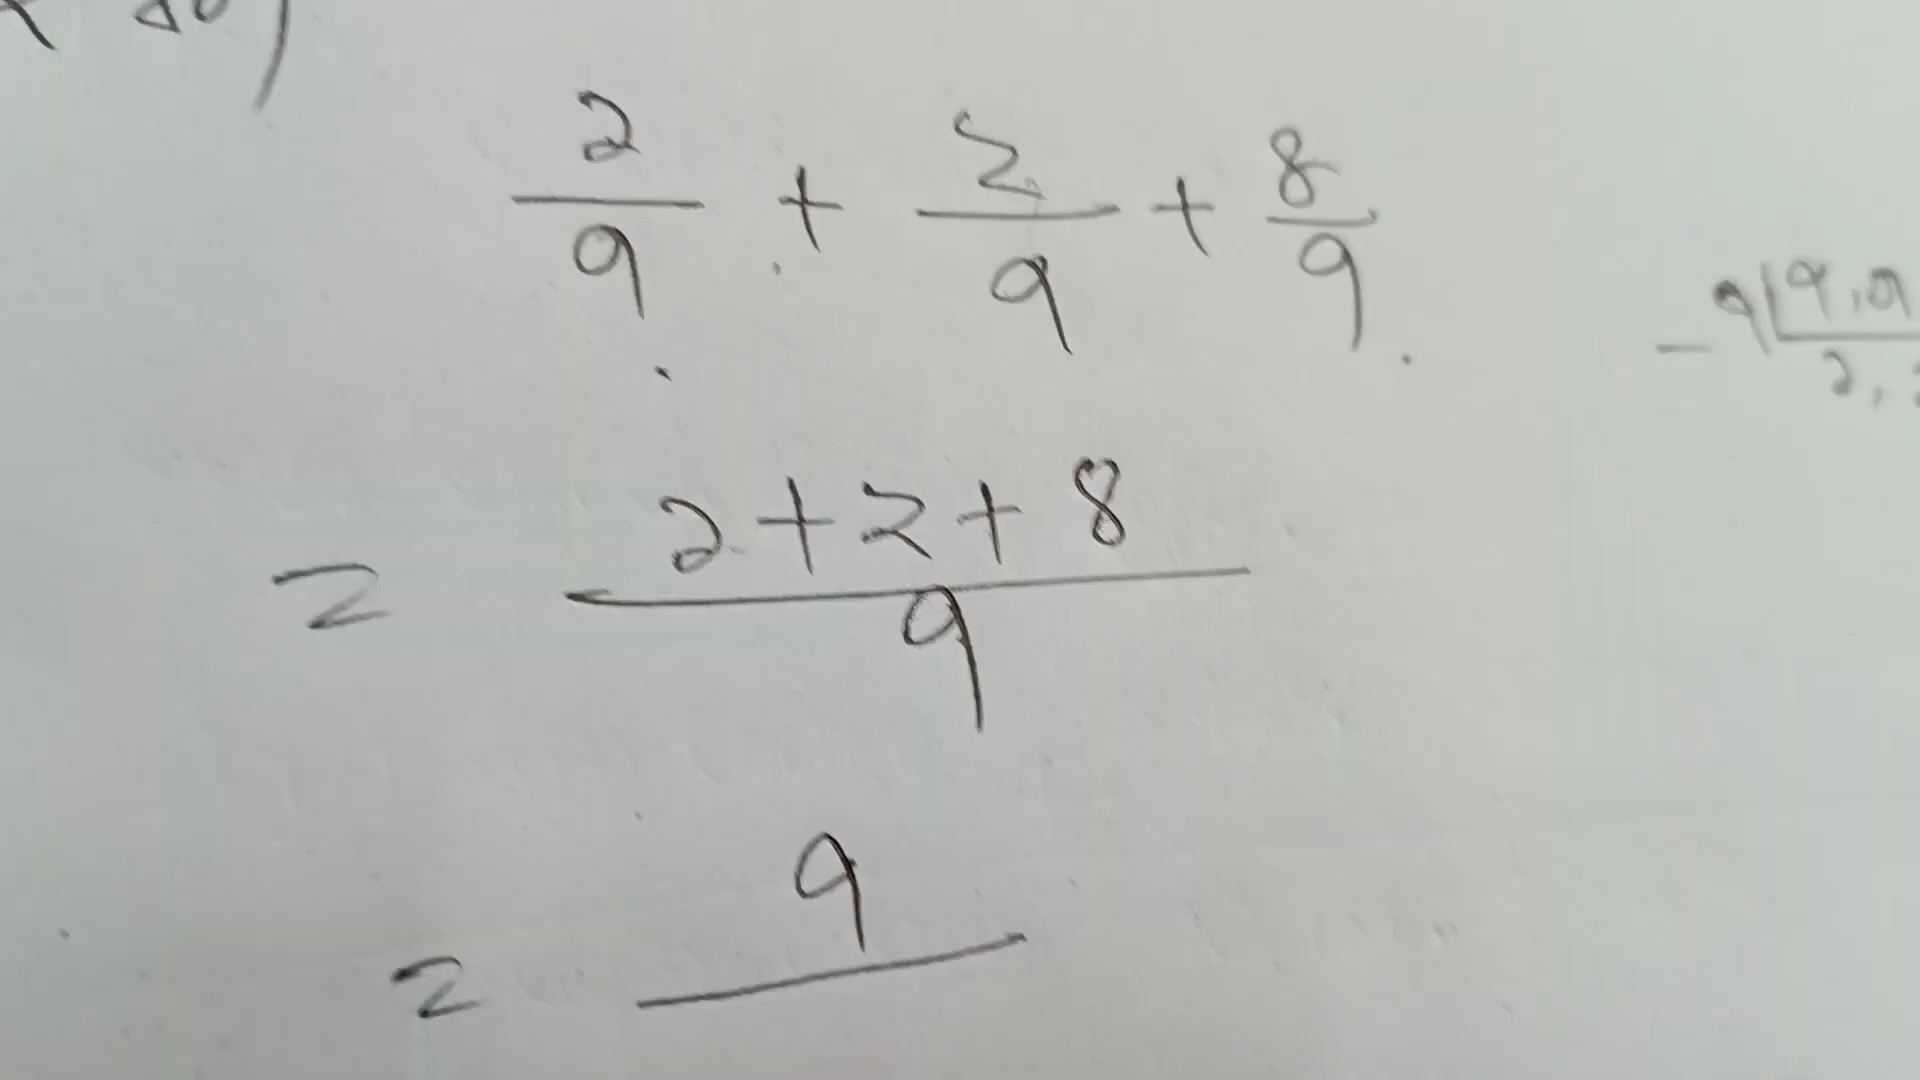 2/9 + 2/9 + 8/9
= 2+2+8/9
= 9/